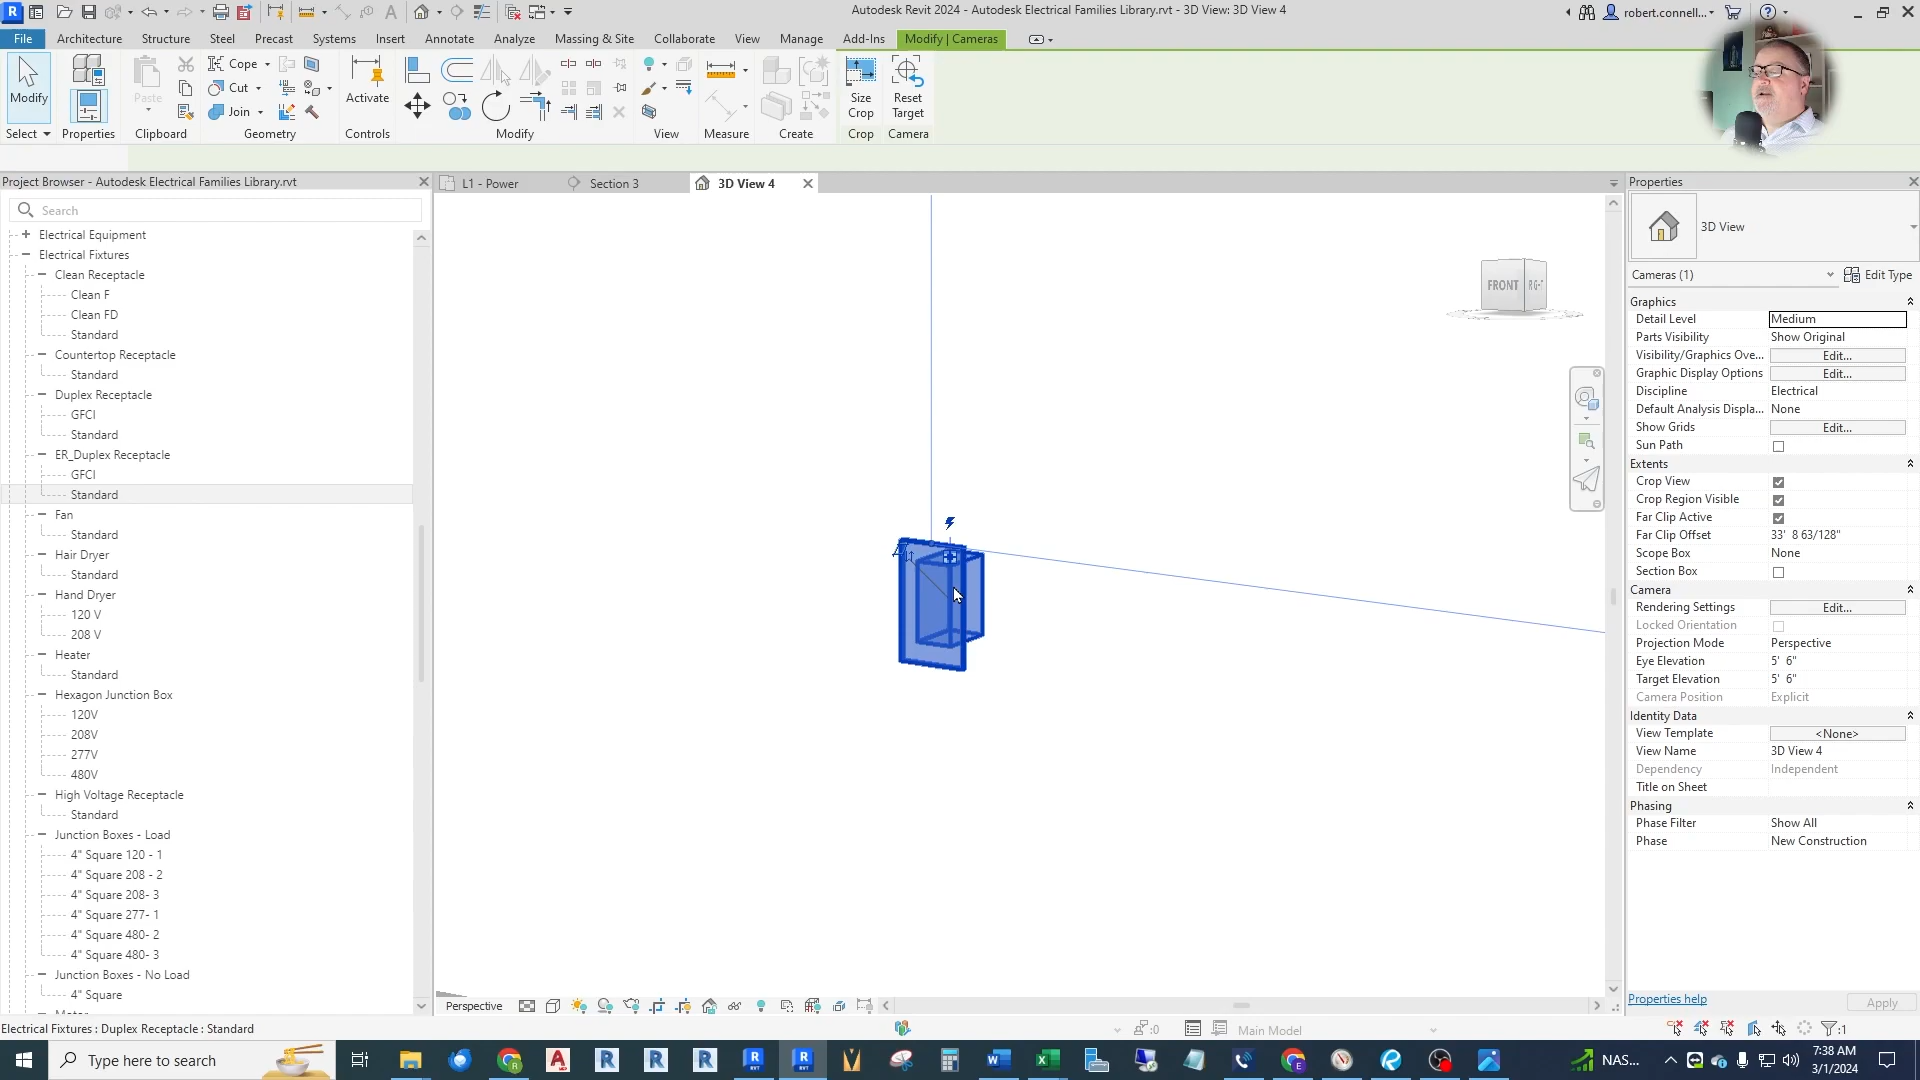 Autodesk Revit 2024 - Autodesk Electrical Families Library.rvt - 3D View: 3D View 4
robert.connell...
File Architecture Structure Steel Precast Systems Insert Annotate Analyze Massing & Site Collaborate View Manage Add-Ins Modify | Cameras
Modify
Paste
Cope
Cut
Join
Activate
Size Crop
Reset Target
Select Properties Clipboard Geometry Controls Modify View Measure Create Crop Camera
Project Browser - Autodesk Electrical Families Library.rvt
L1 - Power
Section 3
3D View 4
Search
Electrical Equipment
Electrical Fixtures
Clean Receptacle
Clean F
Clean FD
Standard
Countertop Receptacle
Standard
Duplex Receptacle
GFCI
Standard
ER_Duplex Receptacle
GFCI
Standard
Fan
Standard
Hair Dryer
Standard
Hand Dryer
120 V
208 V
Heater
Standard
Hexagon Junction Box
120V
208V
277V
480V
High Voltage Receptacle
Standard
Junction Boxes - Load
4" Square 120 - 1
4" Square 208 - 2
4" Square 208- 3
4" Square 277- 1
4" Square 480- 2
4" Square 480- 3
Junction Boxes - No Load
4" Square
FRONT
Perspective
Properties
3D View
Cameras (1) Edit Type
Graphics
Detail Level Medium
Parts Visibility Show Original
Visibility/Graphics Ove... Edit...
Graphic Display Options Edit...
Discipline Electrical
Default Analysis Displa... None
Show Grids Edit...
Sun Path
Extents
Crop View
Crop Region Visible
Far Clip Active
Far Clip Offset 33' 8 63/128"
Scope Box None
Section Box
Camera
Rendering Settings Edit...
Locked Orientation
Projection Mode Perspective
Eye Elevation 5' 6"
Target Elevation 5' 6"
Camera Position Explicit
Identity Data
View Template <None>
View Name 3D View 4
Dependency Independent
Title on Sheet
Phasing
Phase Filter Show All
Phase New Construction
Properties help Apply
Electrical Fixtures : Duplex Receptacle : Standard
:0
Main Model
:1
Type here to search
NAS...
7:38 AM
3/1/2024